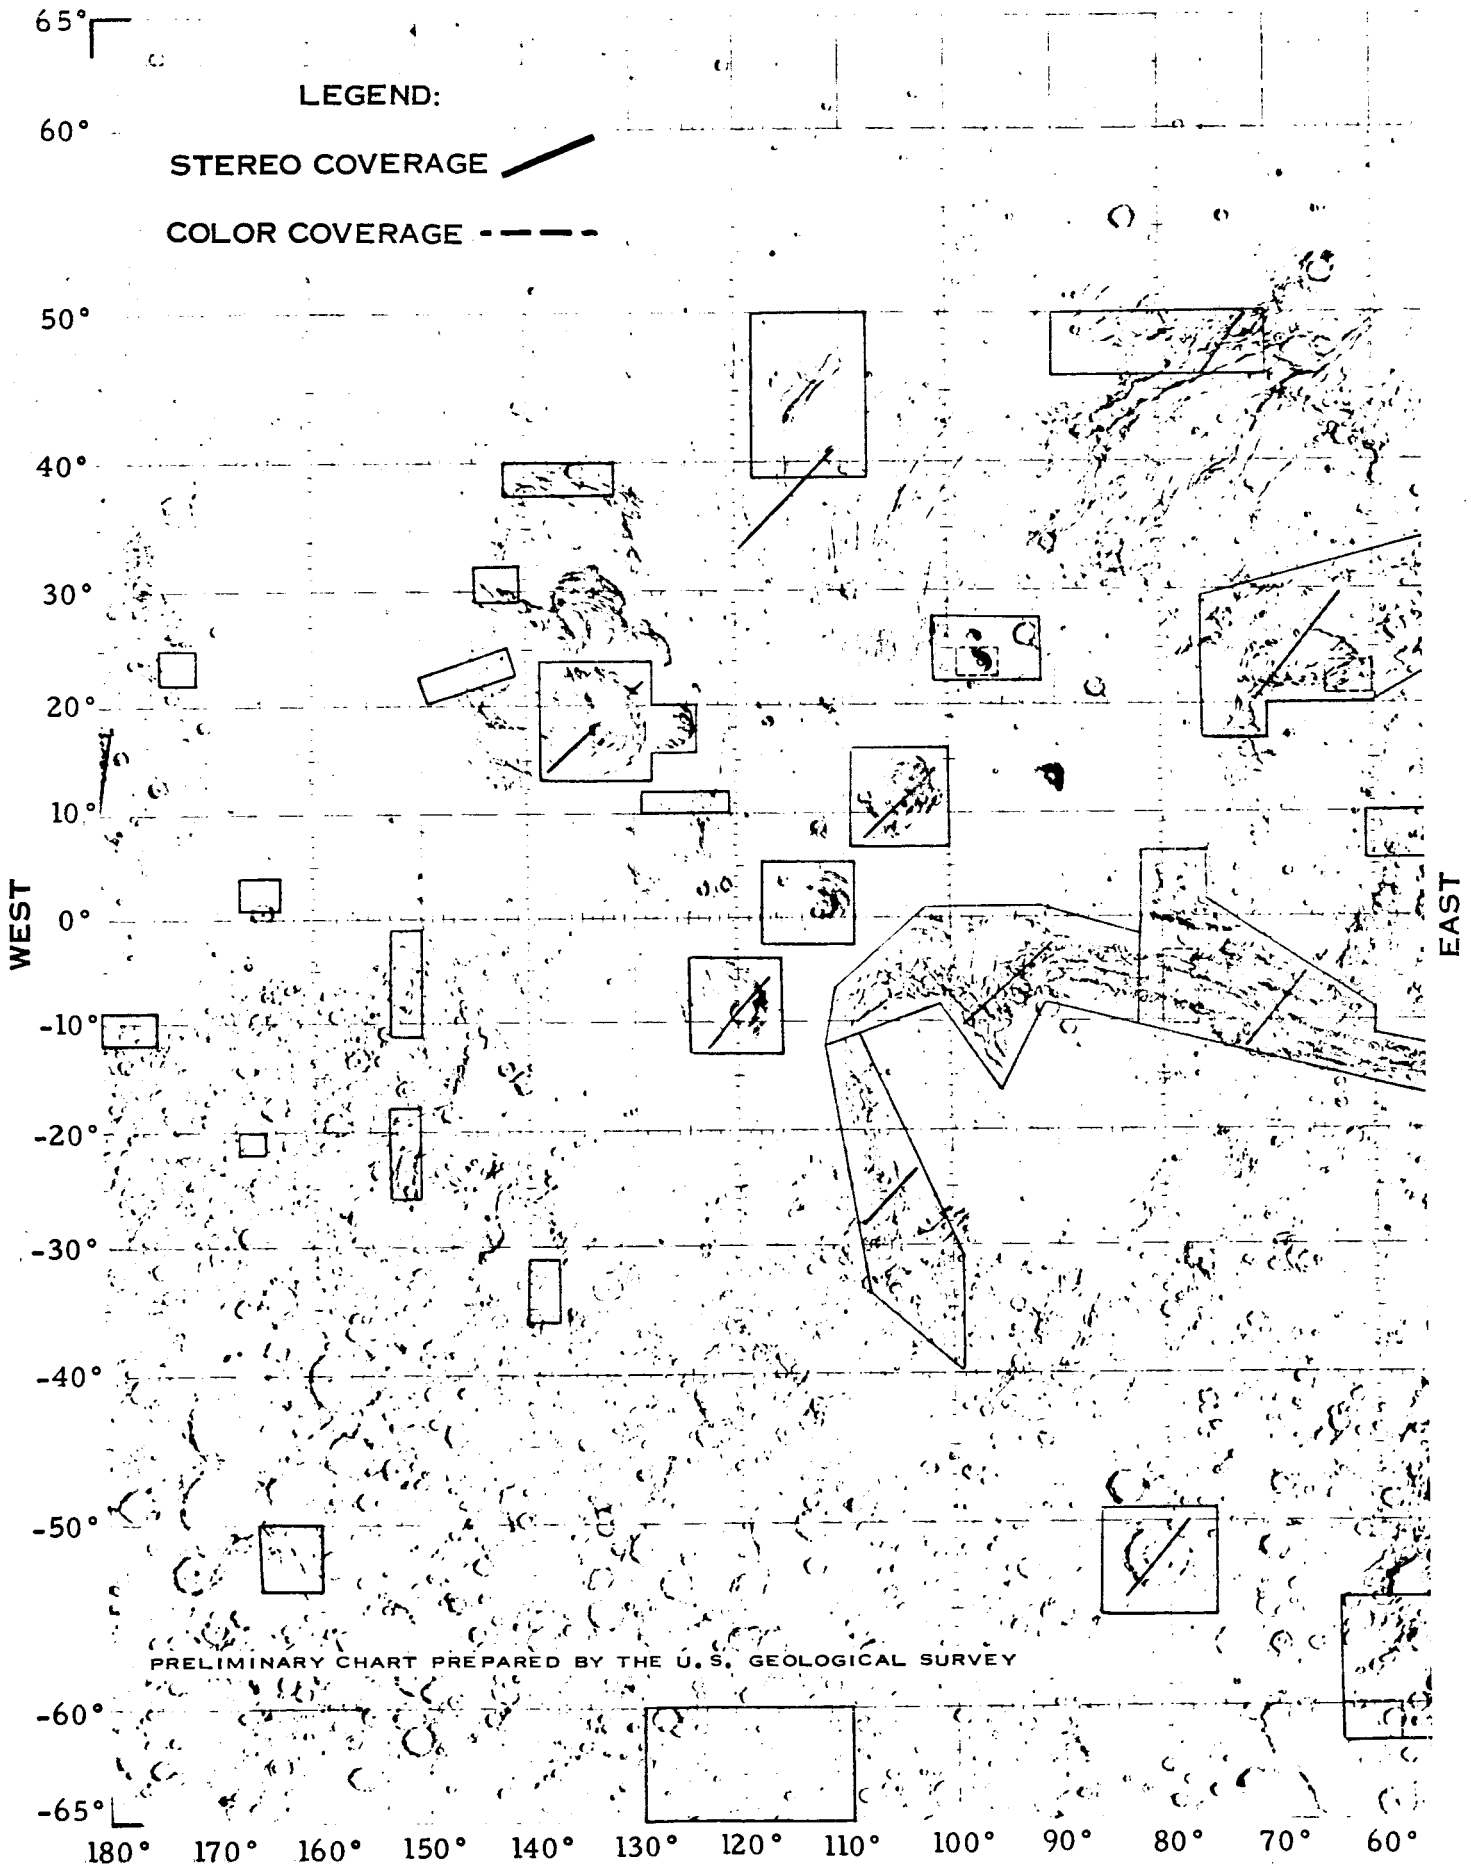 65°
LEGEND:
60°
STEREO COVERAGE
COLOR COVERAGE
50°
40°
30°
20°
10°
WEST
0°
EAST
-10°
-20°
-30°
-40°
-50°
PRELIMINARY CHART PREPARED BY THE U.S. GEOLOGICAL SURVEY
-60°
-65°
180° 170° 160° 150° 140° 130° 120° 110° 100° 90° 80° 70° 60°